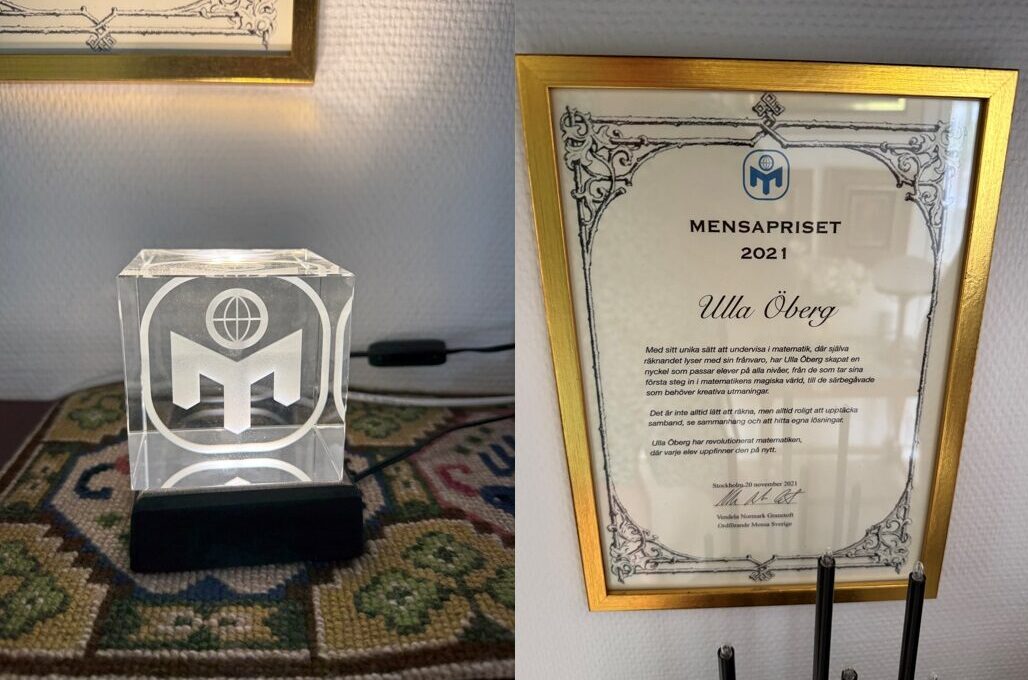 MENSAPRISET
2021
Ulla Öberg
Med sitt unika sätt att undervisa i matematik, där själva
räknandet lyser med sin frånvaro, har Ulla Öberg skapat en
nyckel som passar elever på alla nivåer, från de som tar sina
första steg in i matematikens magiska värld, till de särbegåvade
som behöver kreativa utmaningar.
Det är inte alltid lätt att räkna, men alltid roligt att upptäcka
samband, se sammanhang och att hitta egna lösningar.
Ulla Öberg har revolutionerat matematiken,
där varje elev uppfinner den på nytt.
Stockholm 20 november 2021
Vendela Normark Granstoft
Ordförande Mensa Sverige